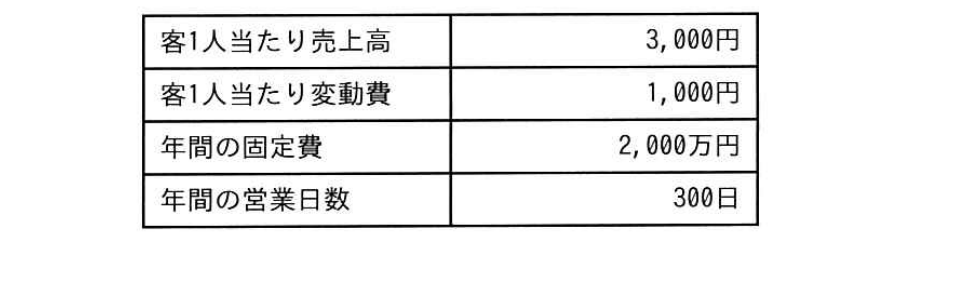 客1人当たり売上高 3,000円
客1人当たり変動費 1,000円
年間の固定費 2,000万円
年間の営業日数 300日